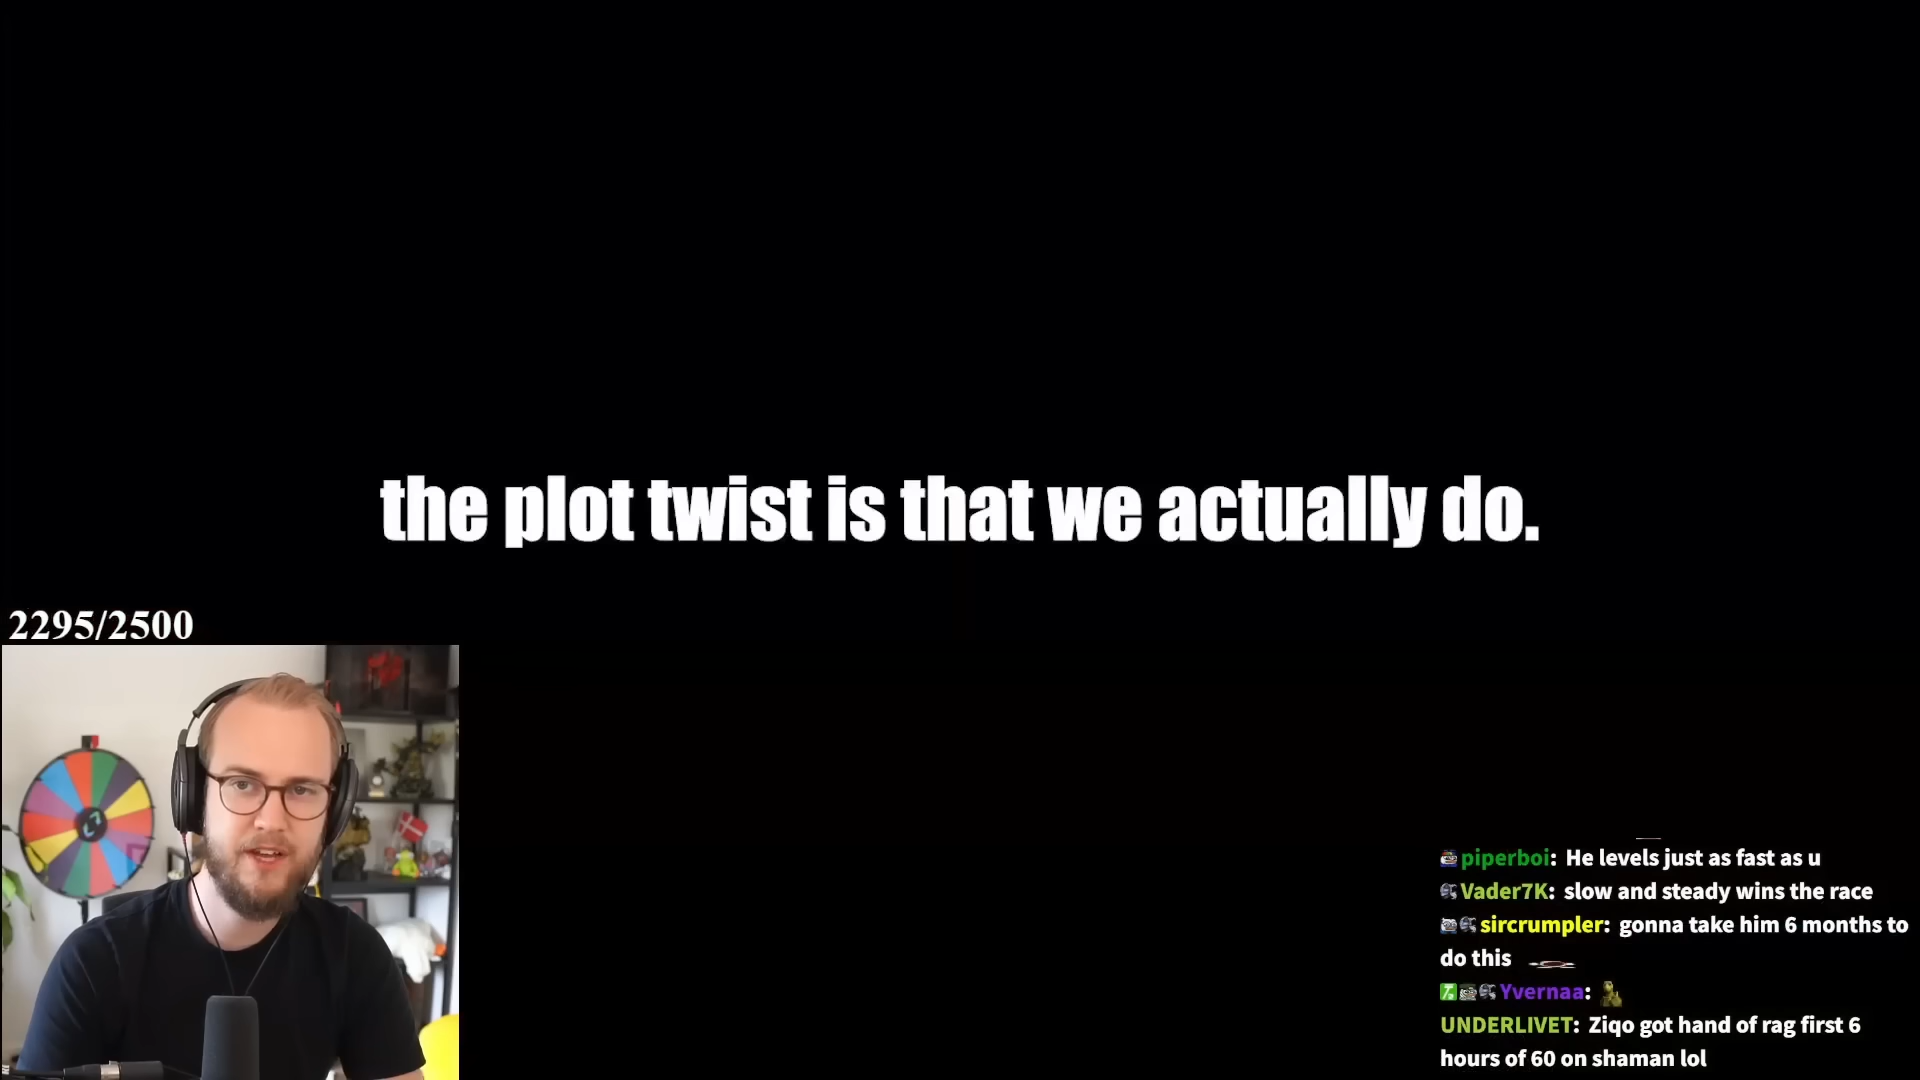 the plot twist is that we actually do.
2295/2500
piperboi: He levels just as fast as u
Vader7K: slow and steady wins the race
sircrumpler: gonna take him 6 months to
do this
Yvernaa:
UNDERLIVET: Ziqo got hand of rag first 6
hours of 60 on shaman lol